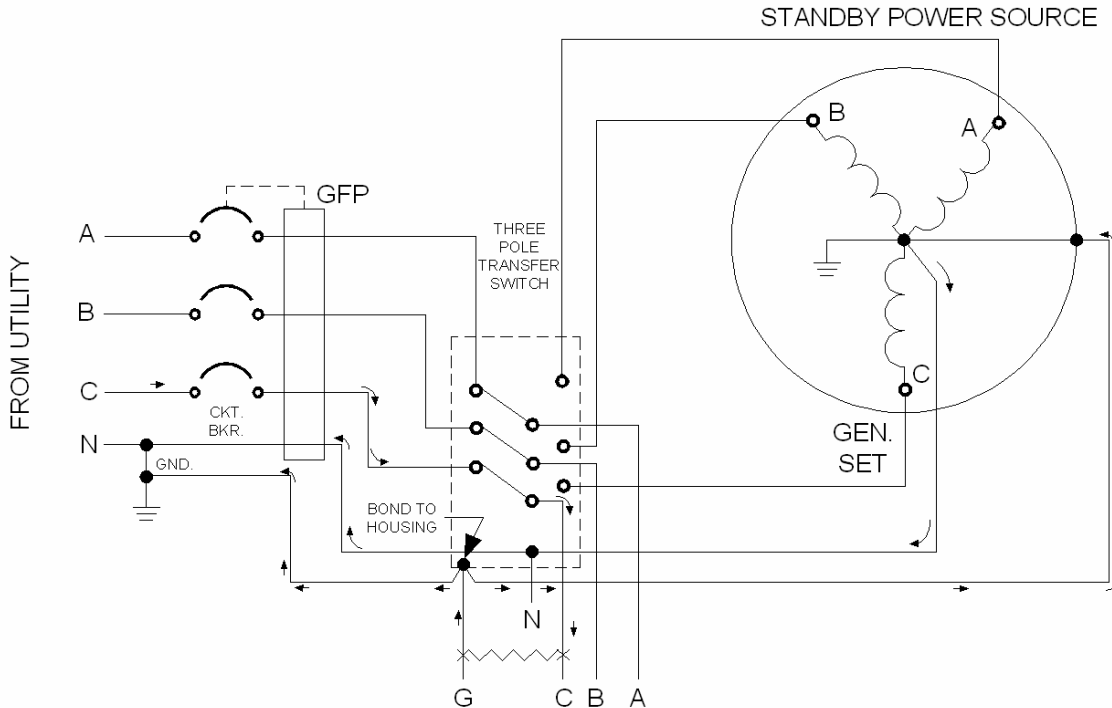 STANDBY POWER SOURCE
B
A
GFP
A
THREE
POLE
TRANSFER
SWITCH
FROM UTILITY
B
C
C
CKT.
BKR.
GEN.
SET
N
GND.
BOND TO
HOUSING
N
G
C
B
A